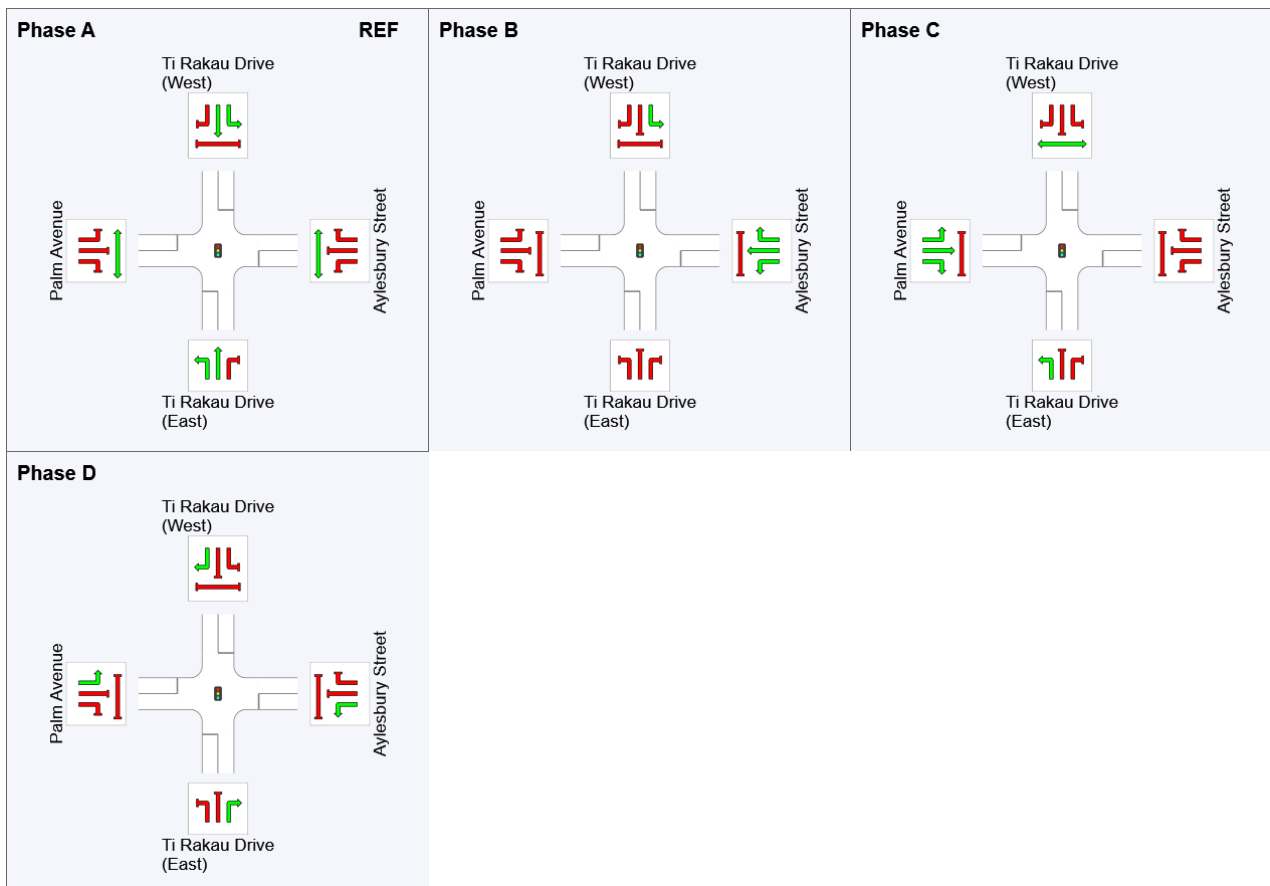 Phase A
REF
Ti Rakau Drive
(West)
Palm Avenue
Aylesbury Street
Ti Rakau Drive
(East)
Phase B
Ti Rakau Drive
(West)
Palm Avenue
Aylesbury Street
Ti Rakau Drive
(East)
Phase C
Ti Rakau Drive
(West)
Palm Avenue
Aylesbury Street
Ti Rakau Drive
(East)
Phase D
Ti Rakau Drive
(West)
Palm Avenue
Aylesbury Street
Ti Rakau Drive
(East)